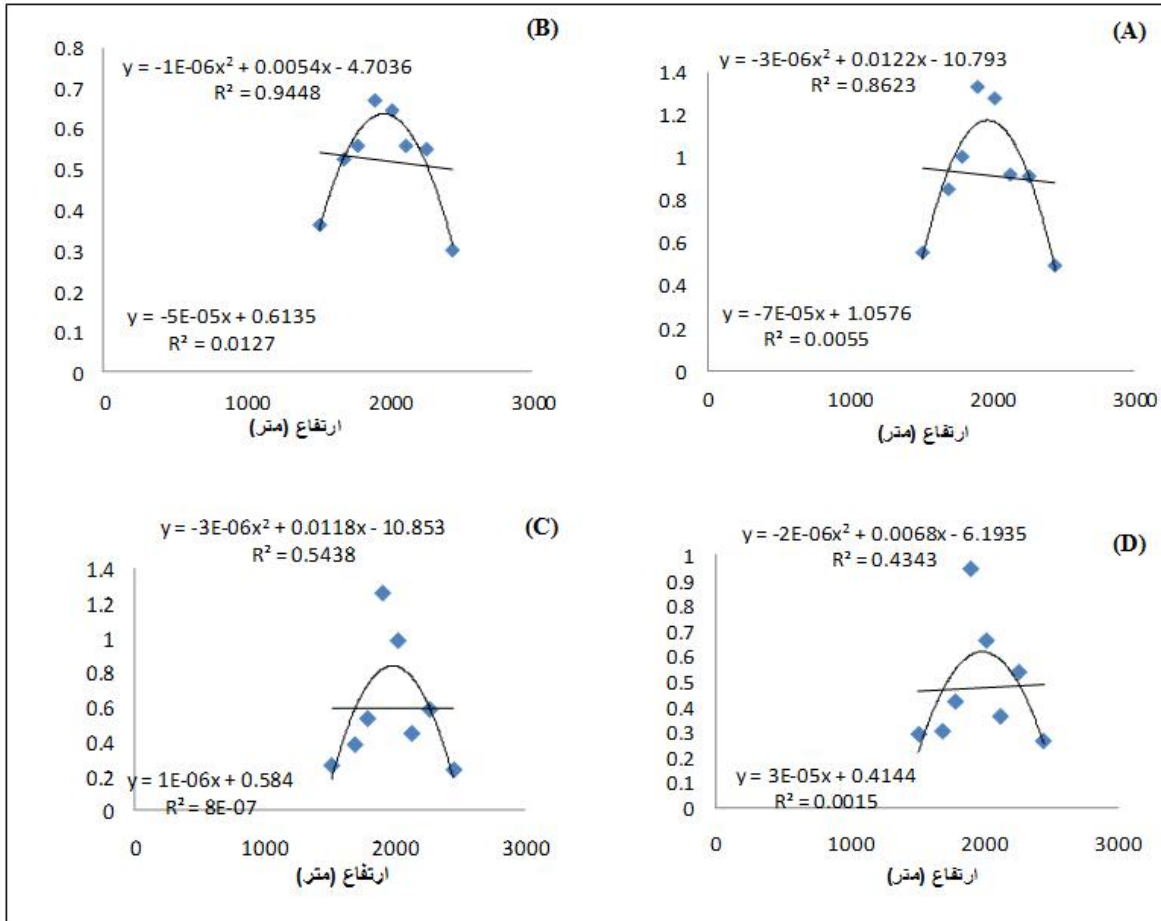 (B)
y = -1E-06x² + 0.0054x - 4.7036
R² = 0.9448
0.8
0.7
0.6
0.5
0.4
0.3
0.2
0.1
0
y = -5E-05x + 0.6135
R² = 0.0127
0 1000 2000 3000
ارتفاع (متر)
(A)
y = -3E-06x² + 0.0122x - 10.793
R² = 0.8623
1.4
1.2
1
0.8
0.6
0.4
0.2
0
y = -7E-05x + 1.0576
R² = 0.0055
0 1000 2000 3000
ارتفاع (متر)
(C)
y = -3E-06x² + 0.0118x - 10.853
R² = 0.5438
1.4
1.2
1
0.8
0.6
0.4
0.2
0
y = 1E-06x + 0.584
R² = 8E-07
0 1000 2000 3000
ارتفاع (متر)
(D)
y = -2E-06x² + 0.0068x - 6.1935
R² = 0.4343
1
0.9
0.8
0.7
0.6
0.5
0.4
0.3
0.2
0.1
0
y = 3E-05x + 0.4144
R² = 0.0015
0 1000 2000 3000
ارتفاع (متر)